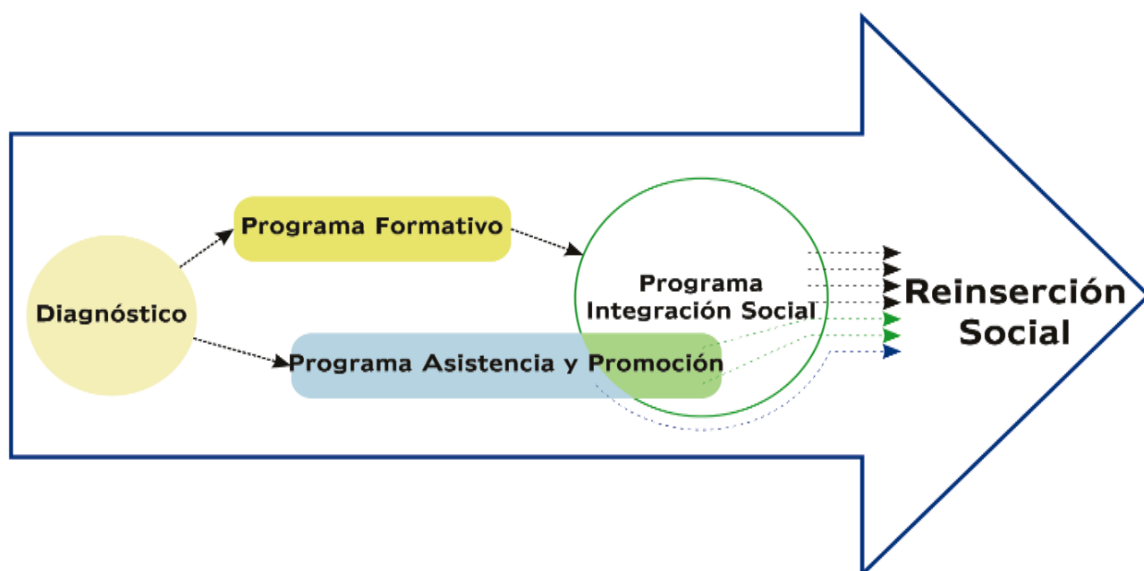 Diagnóstico
Programa Formativo
Programa Asistencia y Promoción
Programa
Integración Social
Reinserción
Social